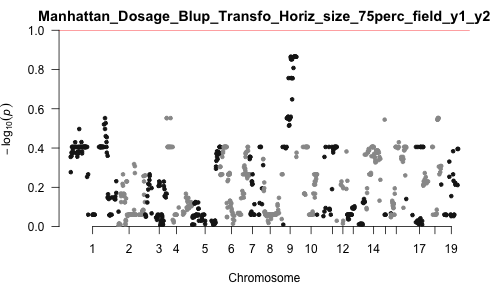 Manhattan_Dosage_Blup_Transfo_Horiz_size_75perc_field_y1_y2
1.0
0.8
0.6
0.4
0.2
0.0
− log10(p)
1 2 3 4 5 6 7 8 9 10 12 14 17 19
Chromosome